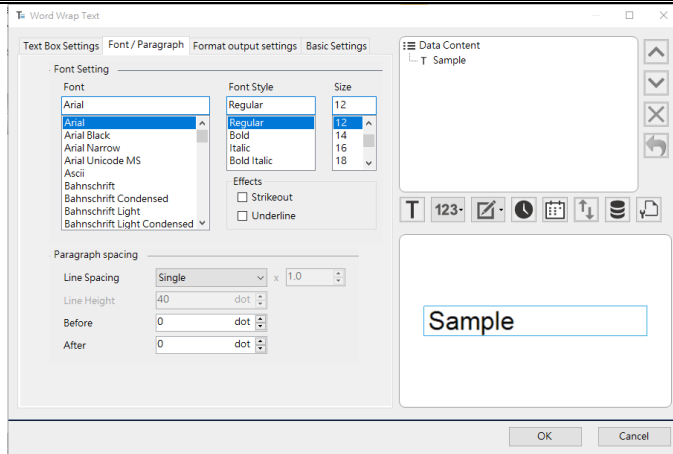 Word Wrap Text
Text Box Settings Font / Paragraph Format output settings Basic Settings
Font Setting
Font Font Style Size
Arial Regular 12
Arial Regular 12
Arial Black Bold 14
Arial Narrow Italic 16
Arial Unicode MS Bold Italic 18
Ascii
Bahnschrift
Bahnschrift Condensed
Bahnschrift Light
Bahnschrift Light Condensed
Effects
Strikeout
Underline
Paragraph spacing
Line Spacing Single x 1.0
Line Height 40 dot
Before 0 dot
After 0 dot
Data Content
T Sample
T 123
Sample
OK Cancel